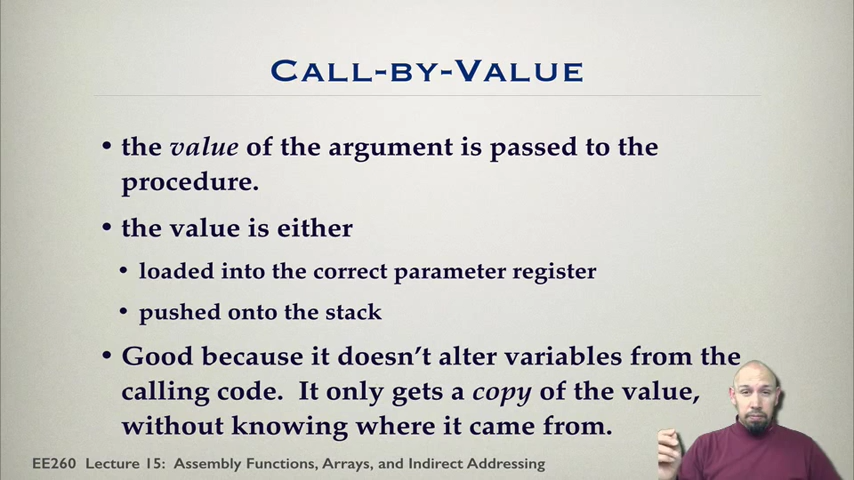 Call-by-Value
• the value of the argument is passed to the
procedure.
• the value is either
• loaded into the correct parameter register
• pushed onto the stack
• Good because it doesn't alter variables from the
calling code. It only gets a copy of the value,
without knowing where it came from.
EE260 Lecture 15: Assembly Functions, Arrays, and Indirect Addressing